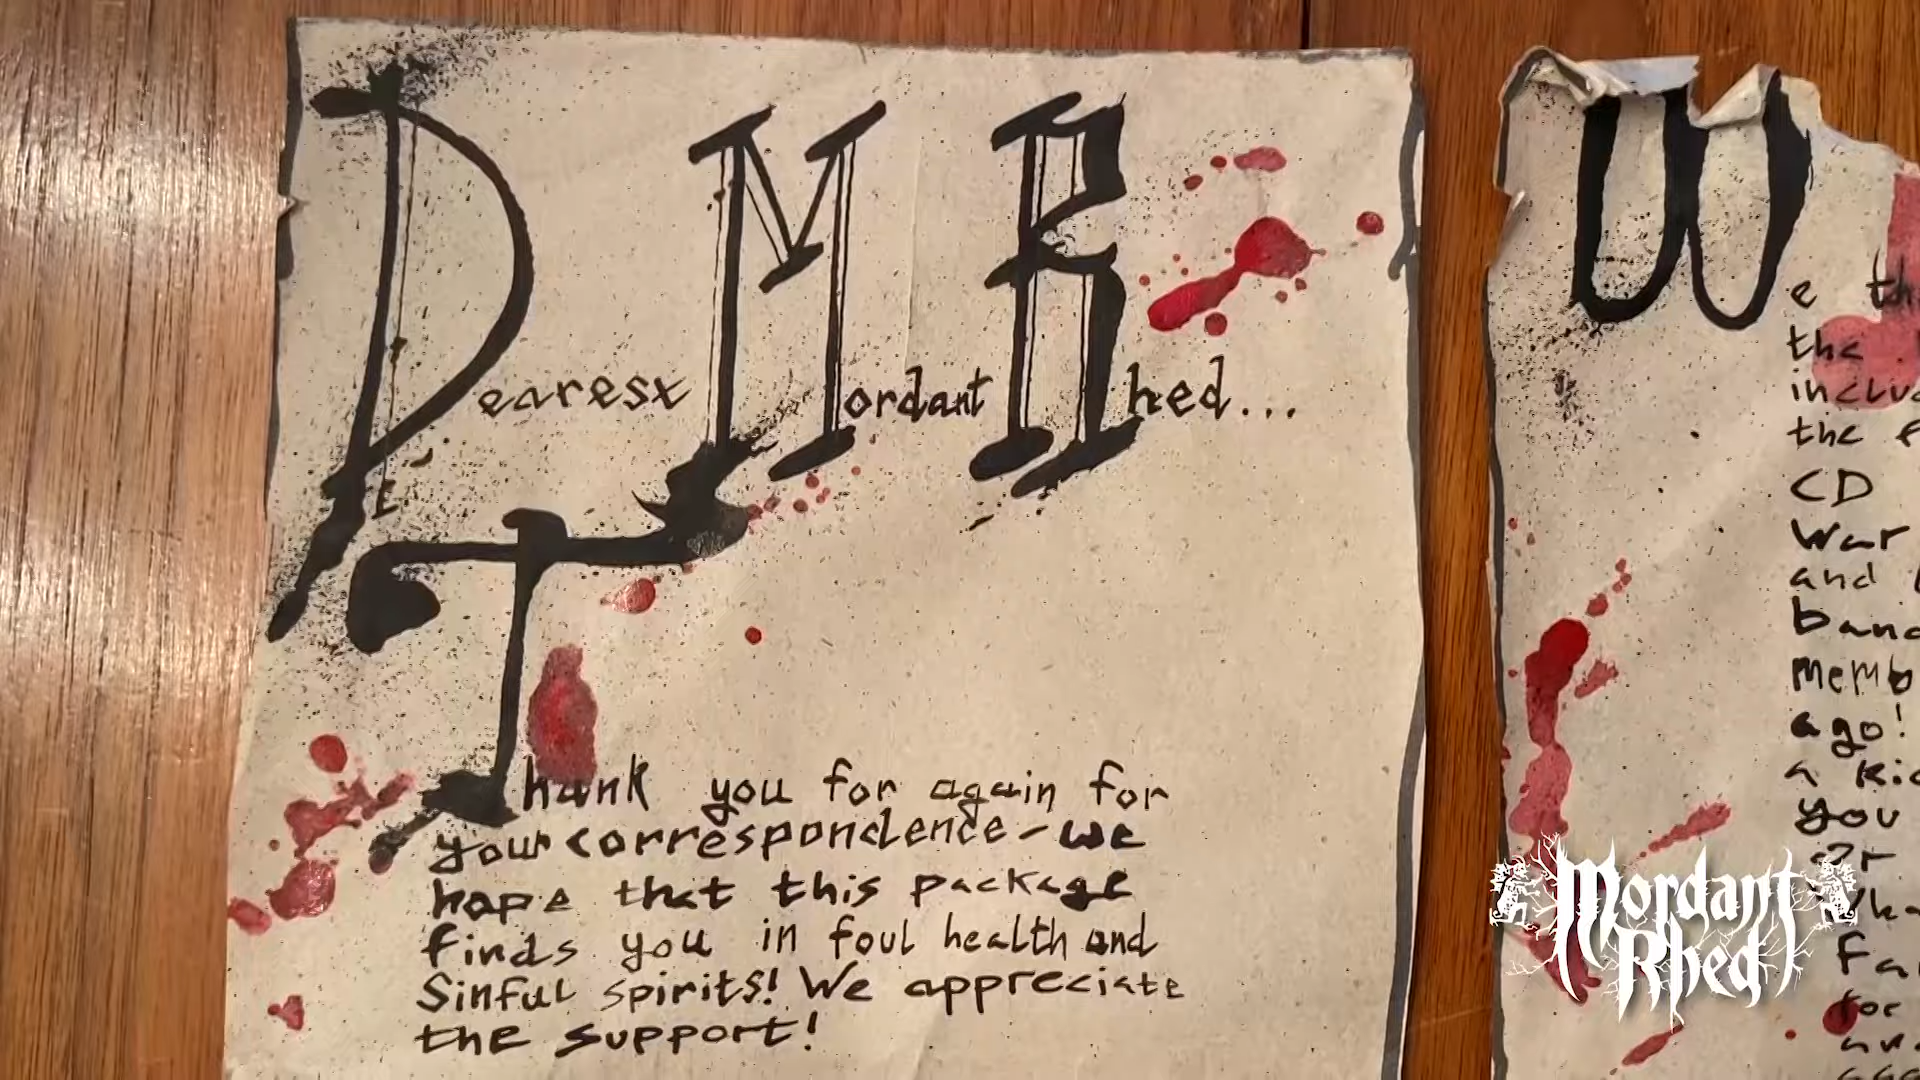 Dearest Mordant Rhed...
Thank you for again for
your correspondence - we
hope that this package
finds you in foul health and
Sinful spirits! We appreciate
the support!
We
the
the
CD
War
and
ago!
a
you
for
Mordant
Rhed